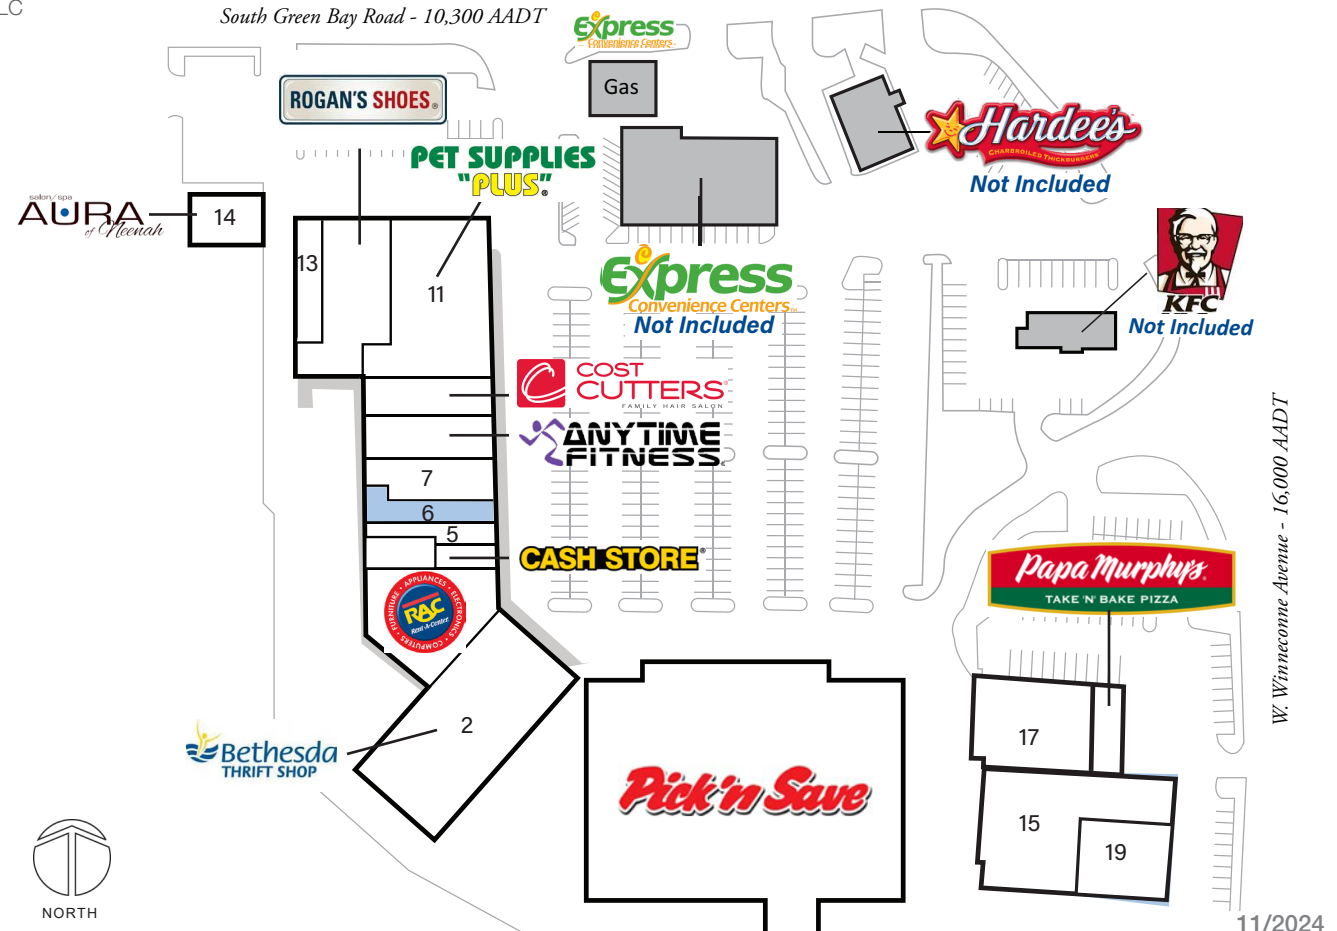 LC
South Green Bay Road - 10,300 AADT
Express
Convenience Centers
Gas
ROGAN'S SHOES®
Hardee's
CHARBROILED THICKBURGERS
Not Included
PET SUPPLIES
"PLUS"®
salon/spa
AURA
of Neenah
14
13
11
Express
Convenience Centers™
Not Included
KFC
Not Included
COST
CUTTERS®
FAMILY HAIR SALON
ANYTIME
FITNESS®
7
6
5
CASH STORE®
W. Winneconne Avenue - 16,000 AADT
Papa Murphy's®
TAKE 'N' BAKE PIZZA
FURNITURE • APPLIANCES • ELECTRONICS • COMPUTERS
RAC
Rent-A-Center
2
Bethesda
THRIFT SHOP
Pick'n Save
17
15
19
NORTH
11/2024